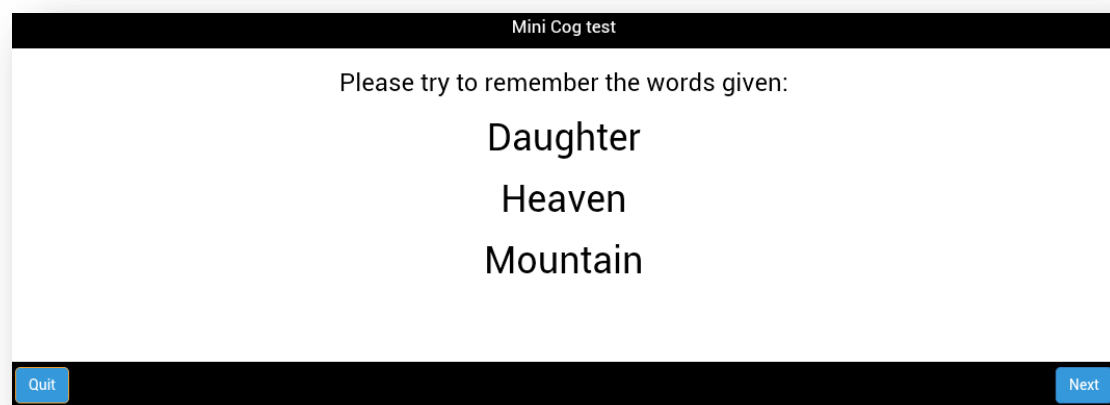 Mini Cog test
Please try to remember the words given:
Daughter
Heaven
Mountain
Quit Next